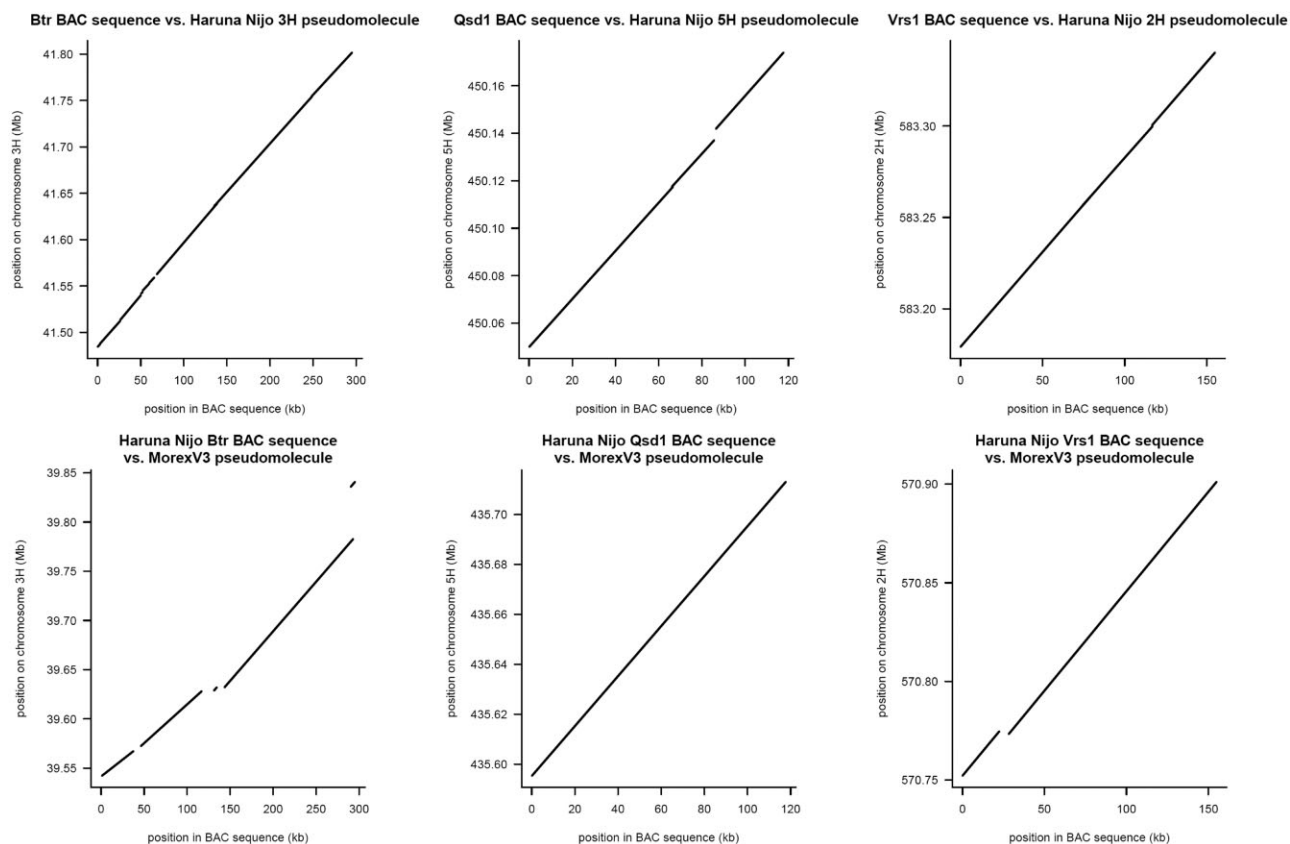 Btr BAC sequence vs. Haruna Nijo 3H pseudomolecule
position on chromosome 3H (Mb)
41.80
41.75
41.70
41.65
41.60
41.55
41.50
0 50 100 150 200 250 300
position in BAC sequence (kb)
Qsd1 BAC sequence vs. Haruna Nijo 5H pseudomolecule
position on chromosome 5H (Mb)
450.16
450.14
450.12
450.10
450.08
450.06
0 20 40 60 80 100 120
position in BAC sequence (kb)
Vrs1 BAC sequence vs. Haruna Nijo 2H pseudomolecule
position on chromosome 2H (Mb)
583.30
583.25
583.20
0 50 100 150
position in BAC sequence (kb)
Haruna Nijo Btr BAC sequence
vs. MorexV3 pseudomolecule
position on chromosome 3H (Mb)
39.85
39.80
39.75
39.70
39.65
39.60
39.55
0 50 100 150 200 250 300
position in BAC sequence (kb)
Haruna Nijo Qsd1 BAC sequence
vs. MorexV3 pseudomolecule
position on chromosome 5H (Mb)
435.70
435.68
435.66
435.64
435.62
435.60
0 20 40 60 80 100 120
position in BAC sequence (kb)
Haruna Nijo Vrs1 BAC sequence
vs. MorexV3 pseudomolecule
position on chromosome 2H (Mb)
570.90
570.85
570.80
570.75
0 50 100 150
position in BAC sequence (kb)